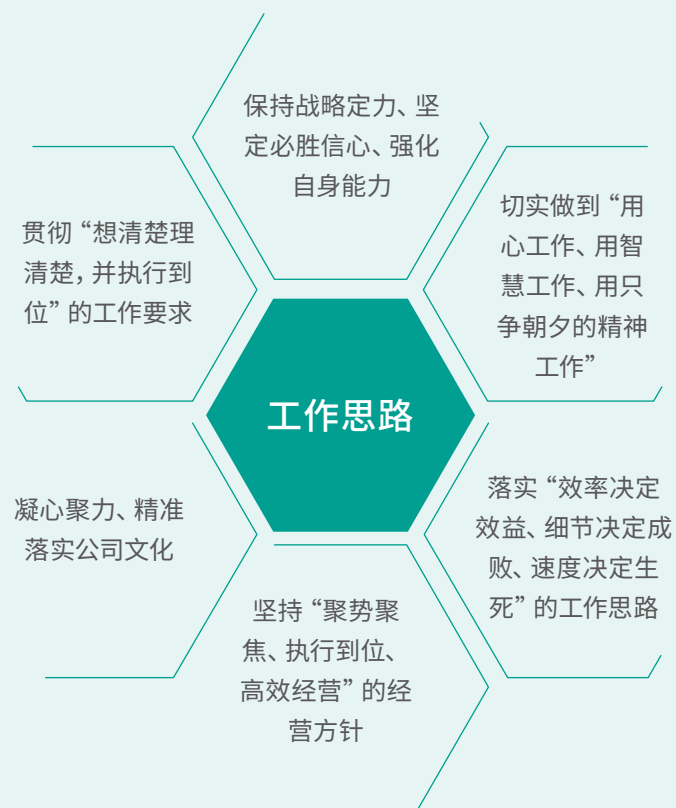 保持战略定力、坚
定必胜信心、强化
自身能力
切实做到“用
心工作、用智
慧工作、用只
争朝夕的精神
工作”
落实“效率决定
效益、细节决定成
败、速度决定生
死”的工作思路
坚持“聚势聚
焦、执行到位、
高效经营”的经
营方针
凝心聚力、精准
落实公司文化
贯彻“想清楚理
清楚，并执行到
位”的工作要求
工作思路